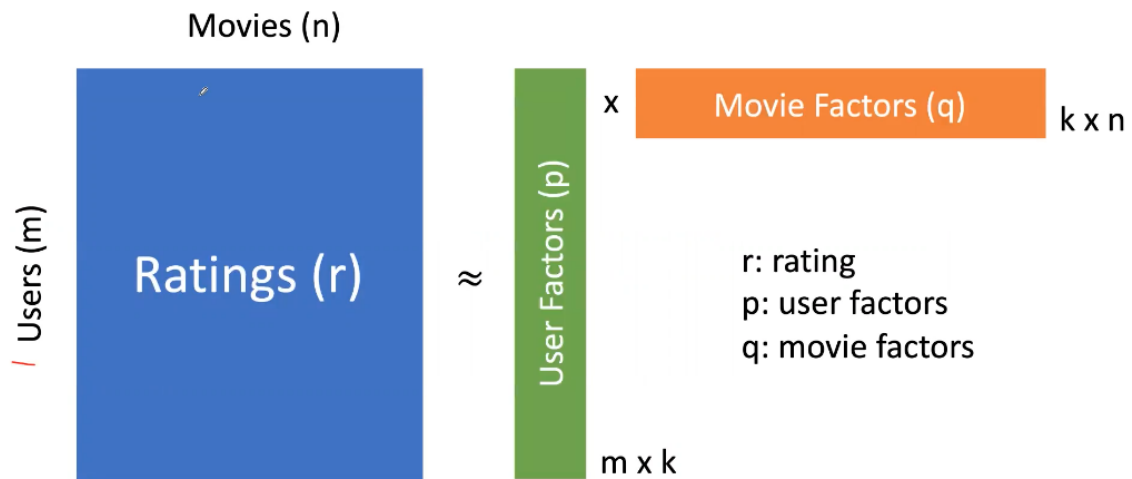 Movies (n)
Users (m)
Ratings (r)
≈
User Factors (p)
m x k
x
Movie Factors (q)
k x n
r: rating
p: user factors
q: movie factors